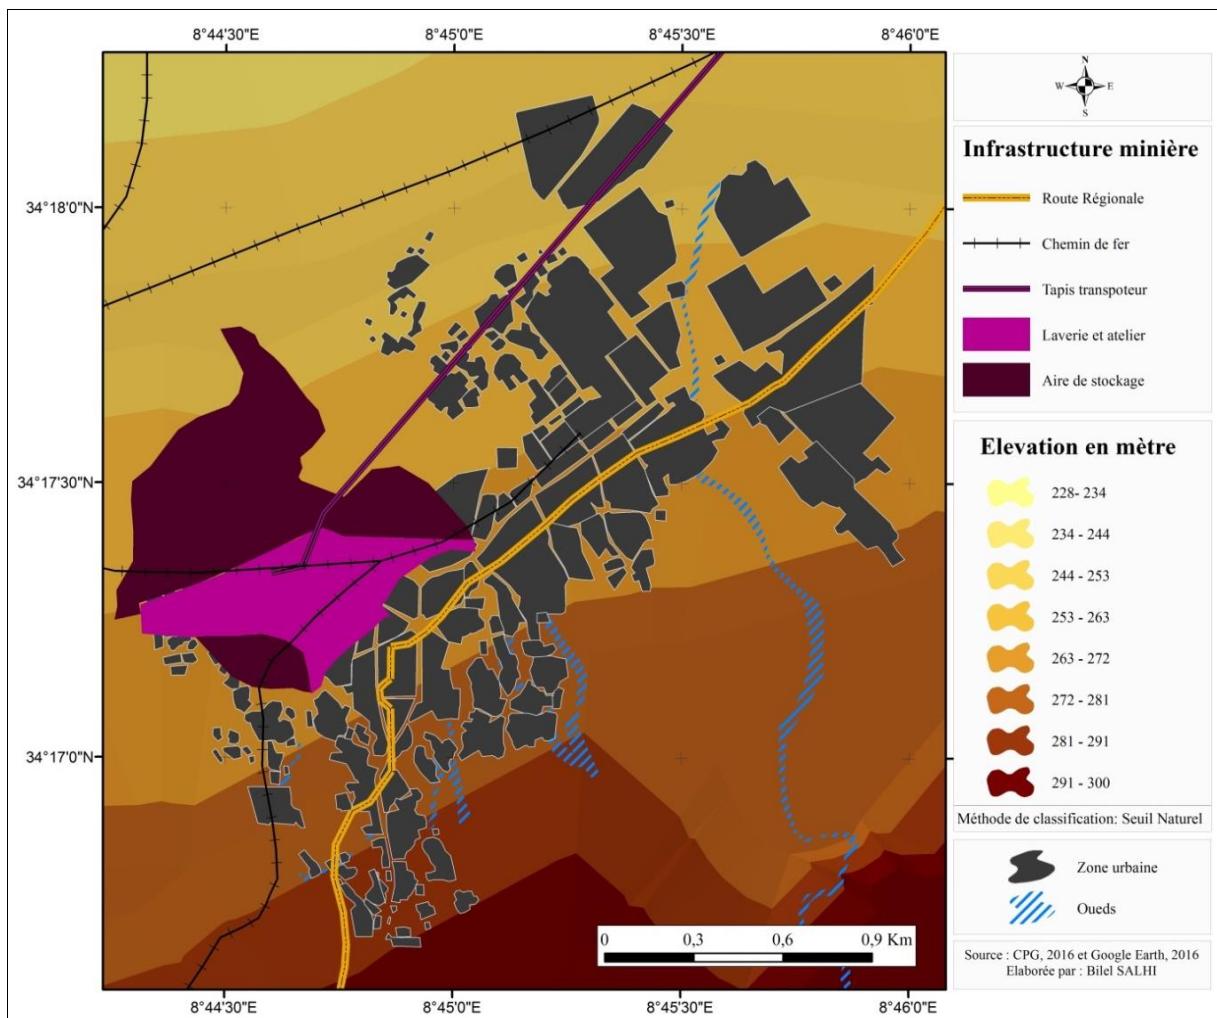 8°44'30"E
8°45'0"E
8°45'30"E
8°46'0"E
34°18'0"N
34°17'30"N
34°17'0"N
8°44'30"E
8°45'0"E
8°45'30"E
8°46'0"E
0
0,3
0,6
0,9 Km
N
W
E
S
Infrastructure minière
Route Régionale
Chemin de fer
Tapis transpoteur
Laverie et atelier
Aire de stockage
Elevation en mètre
228- 234
234 - 244
244 - 253
253 - 263
263 - 272
272 - 281
281 - 291
291 - 300
Méthode de classification: Seuil Naturel
Zone urbaine
Oueds
Source : CPG, 2016 et Google Earth, 2016
Elaborée par : Bilel SALHI